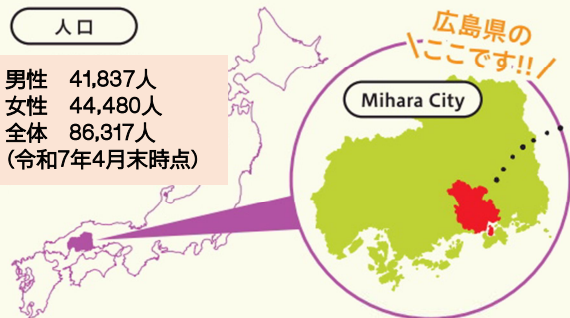 人口
男性　41,837人
女性　44,480人
全体　86,317人
(令和7年4月末時点)
広島県の
ここです!!
Mihara City